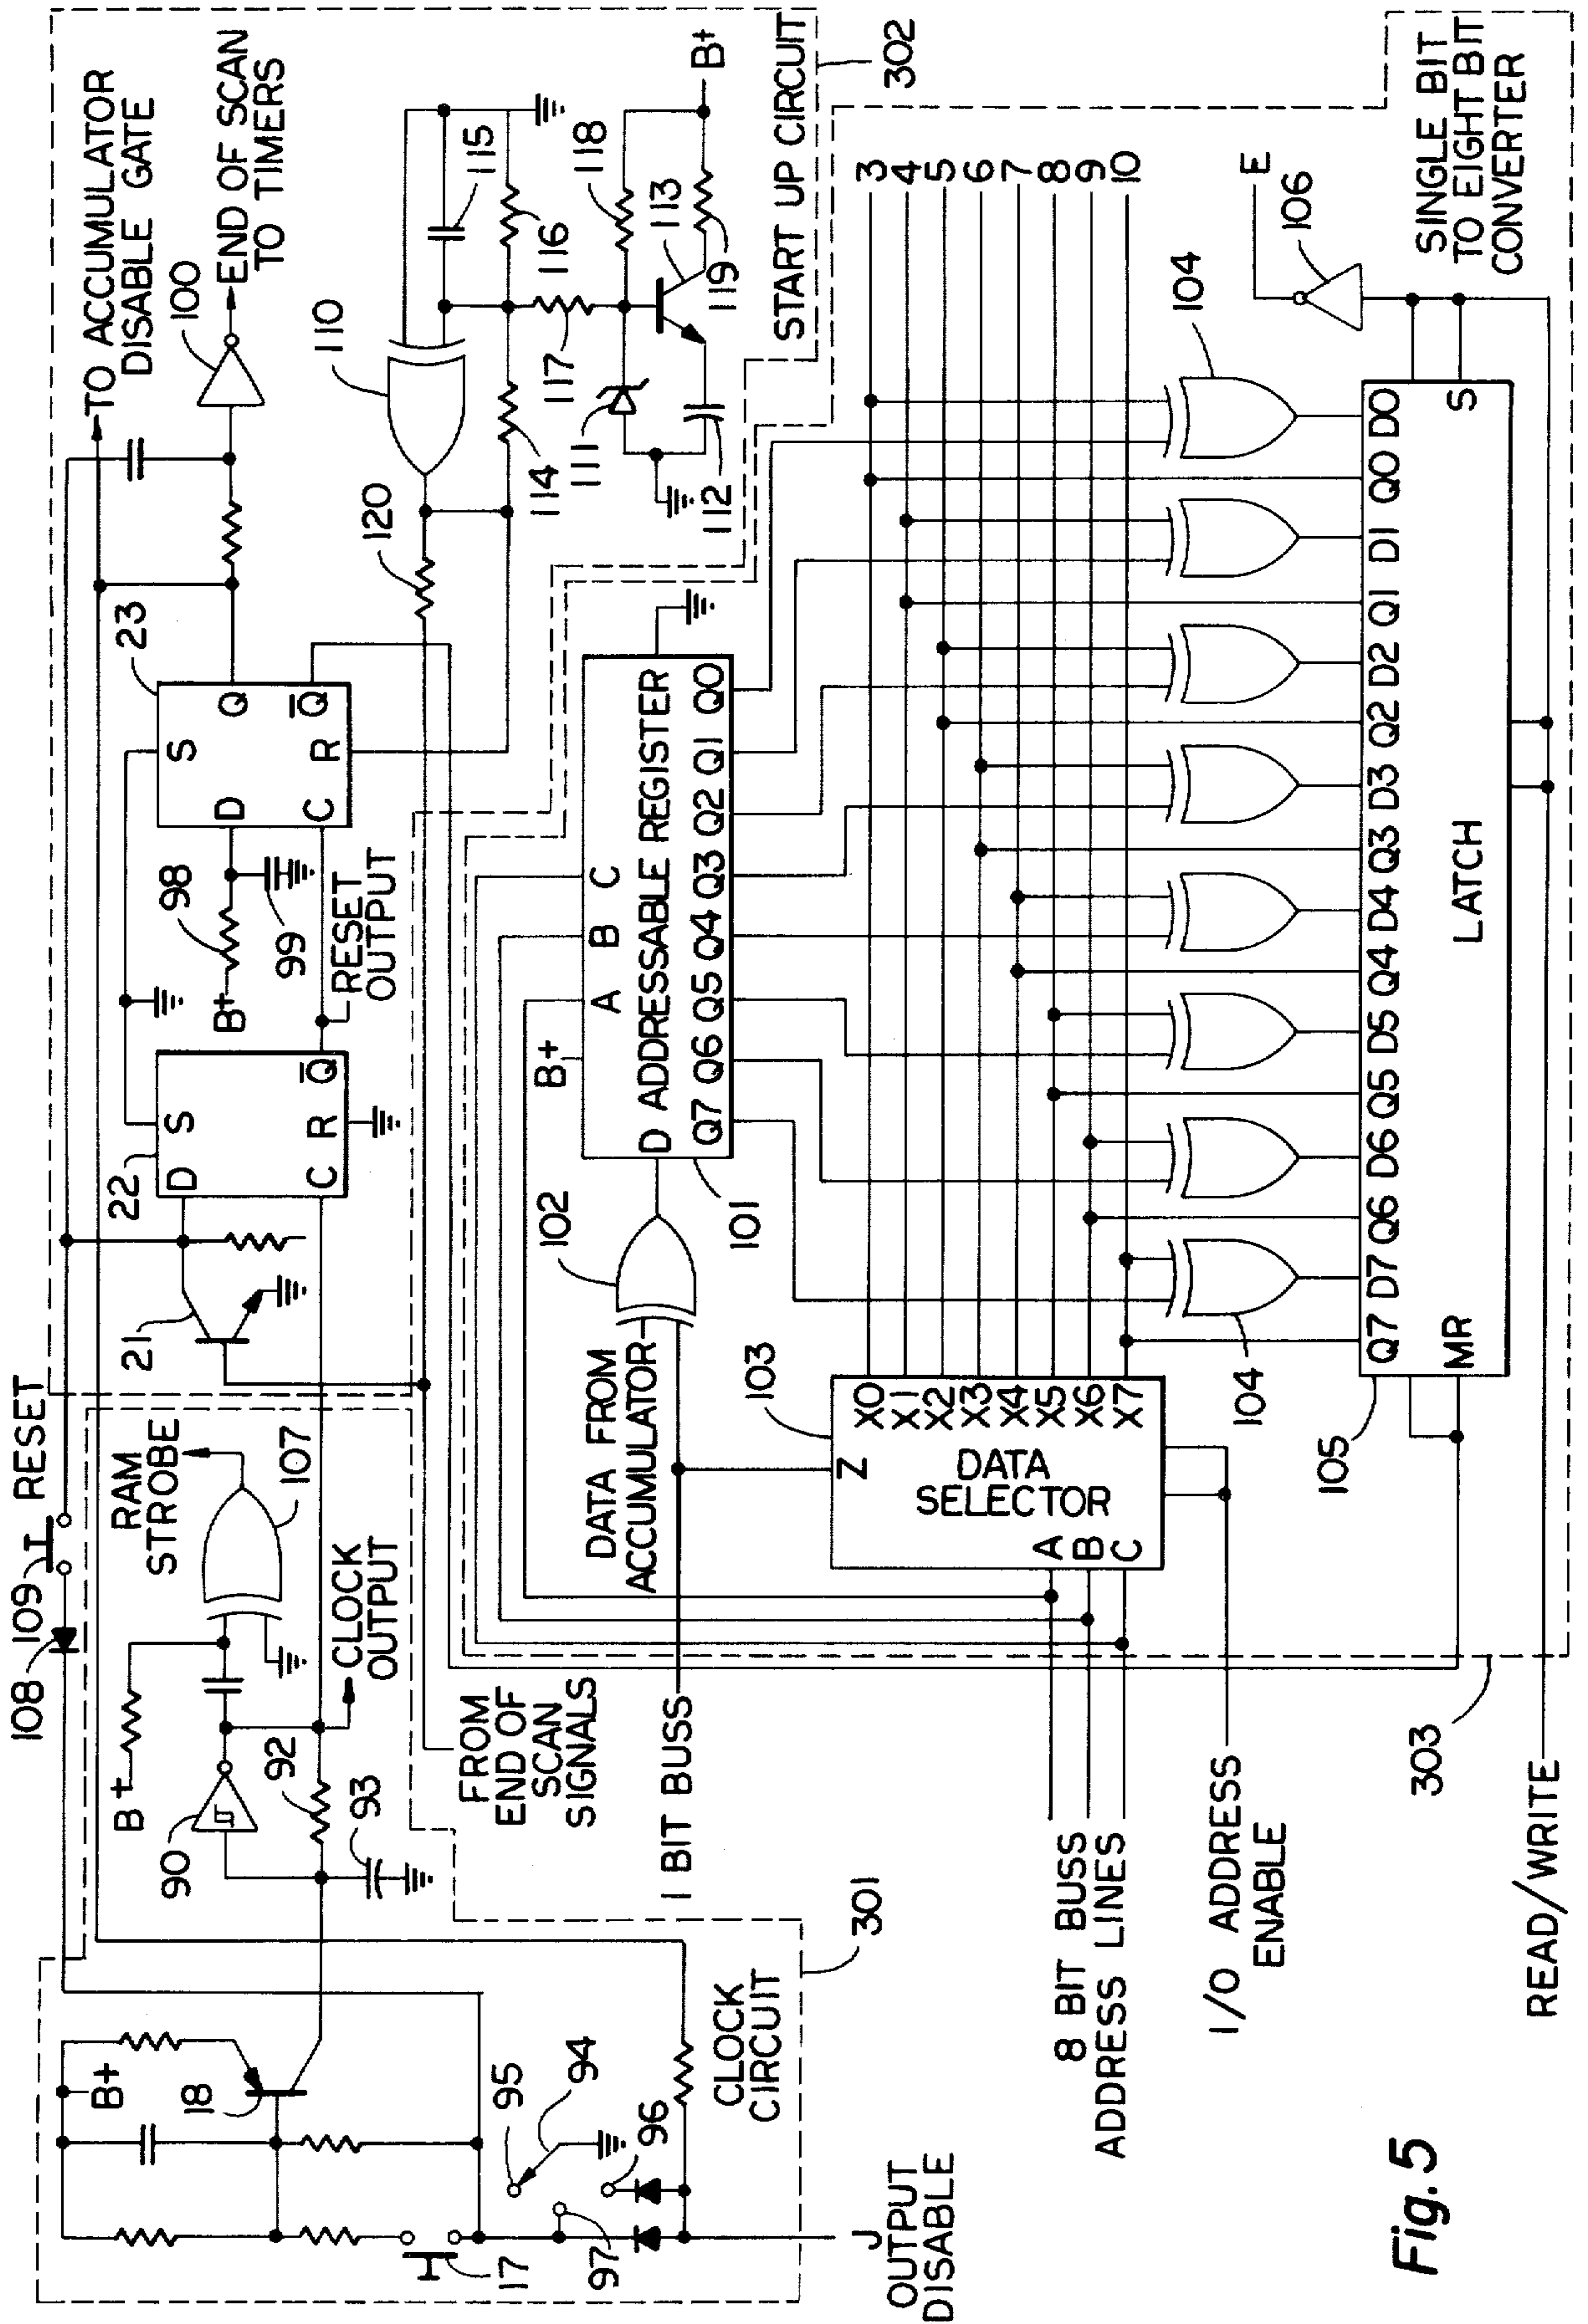 108
109
RESET
TO ACCUMULATOR
DISABLE GATE
END OF SCAN
TO TIMERS
100
B+
18
17
97
95
94
96
CLOCK
CIRCUIT
301
J
OUTPUT
DISABLE
B+
90
92
93
RAM
STROBE
107
CLOCK
OUTPUT
21
22
D
S
C
R
Q
B+
98
99
RESET
OUTPUT
23
S
D
C
Q
Q
R
110
115
116
117
118
113
119
111
112
114
120
B+
START UP CIRCUIT
302
FROM
END OF
SCAN
SIGNALS
1 BIT BUSS
DATA FROM
ACCUMULATOR
102
101
B+
A
B
C
D ADDRESSABLE REGISTER
Q7 Q6 Q5 Q4 Q3 Q2 Q1 Q0
103
Z
DATA
SELECTOR
A
B
C
X0
X1
X2
X3
X4
X5
X6
X7
3
4
5
6
7
8
9
10
8 BIT BUSS
ADDRESS LINES
I/O ADDRESS
ENABLE
104
104
105
Q7 D7 Q6 D6 Q5 D5 Q4 D4 Q3 D3 Q2 D2 Q1 D1 Q0 D0
MR
LATCH
S
E
106
SINGLE BIT
TO EIGHT BIT
CONVERTER
303
READ/WRITE
Fig. 5